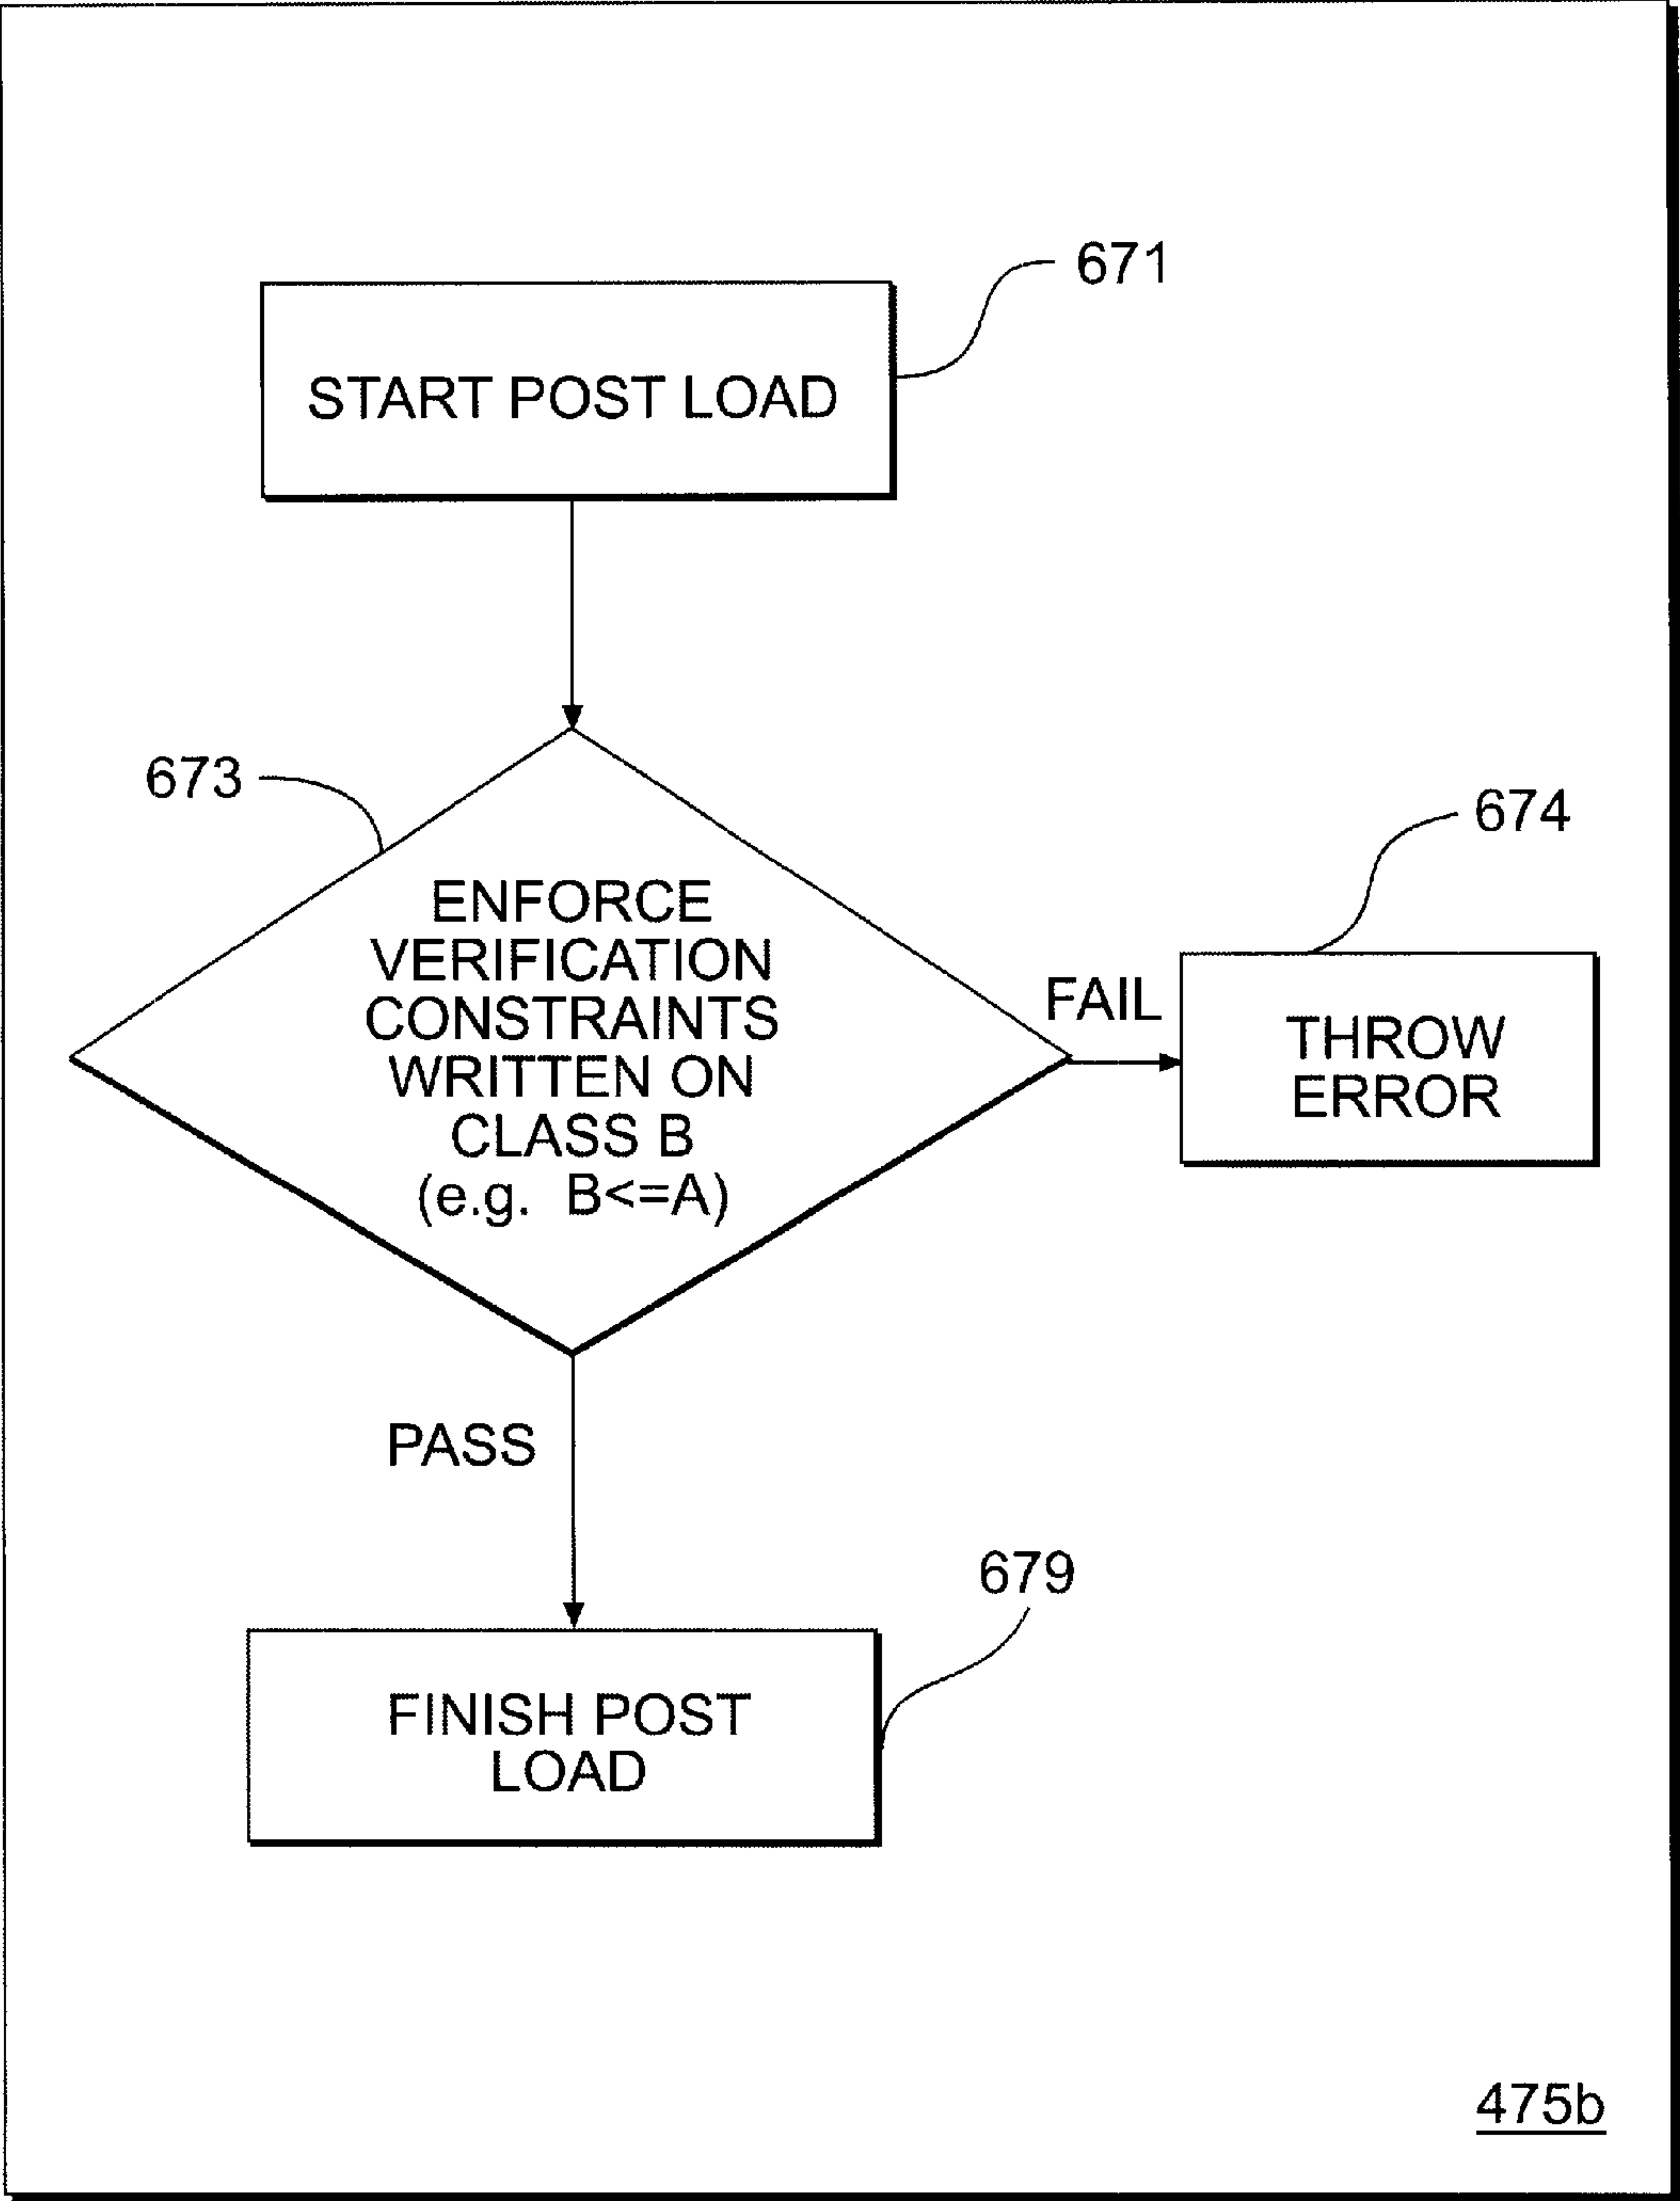 671
START POST LOAD
673
674
ENFORCE
VERIFICATION
CONSTRAINTS
WRITTEN ON
CLASS B
(e.g. B<=A)
FAIL
THROW
ERROR
PASS
679
FINISH POST
LOAD
475b